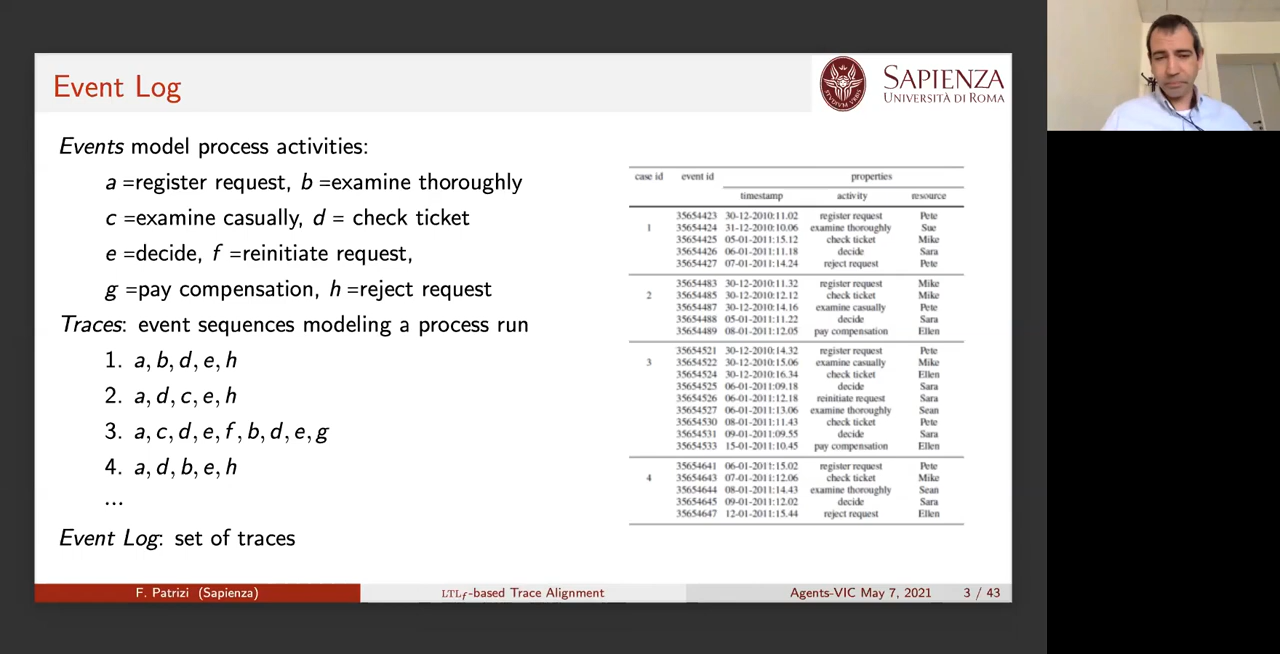 Event Log
SAPIENZA
UNIVERSITÀ DI ROMA
Events model process activities:
a =register request, b =examine thoroughly
c =examine casually, d = check ticket
e =decide, f =reinitiate request,
g =pay compensation, h =reject request
Traces: event sequences modeling a process run
1. a, b, d, e, h
2. a, d, c, e, h
3. a, c, d, e, f, b, d, e, g
4. a, d, b, e, h
...
Event Log: set of traces
case id event id properties
timestamp activity resource
35654423 30-12-2010:11.02 register request Pete
1 35654424 31-12-2010:10.06 examine thoroughly Sue
35654425 05-01-2011:15.12 check ticket Mike
35654426 06-01-2011:11.18 decide Sara
35654427 07-01-2011:14.24 reject request Pete
35654483 30-12-2010:11.32 register request Mike
2 35654485 30-12-2010:12.12 check ticket Mike
35654487 30-12-2010:14.16 examine casually Pete
35654488 05-01-2011:11.22 decide Sara
35654489 08-01-2011:12.05 pay compensation Ellen
35654521 30-12-2010:14.32 register request Pete
3 35654522 30-12-2010:15.06 examine casually Mike
35654524 30-12-2010:16.34 check ticket Ellen
35654525 06-01-2011:09.18 decide Sara
35654526 06-01-2011:12.18 reinitiate request Sara
35654527 06-01-2011:13.06 examine thoroughly Sean
35654530 08-01-2011:11.43 check ticket Pete
35654531 09-01-2011:09.55 decide Sara
35654533 15-01-2011:10.45 pay compensation Ellen
35654641 06-01-2011:15.02 register request Pete
4 35654643 07-01-2011:12.06 check ticket Mike
35654644 08-01-2011:14.43 examine thoroughly Sean
35654645 09-01-2011:12.02 decide Sara
35654647 12-01-2011:15.44 reject request Ellen
F. Patrizi (Sapienza) LTLf-based Trace Alignment Agents-VIC May 7, 2021 3 / 43